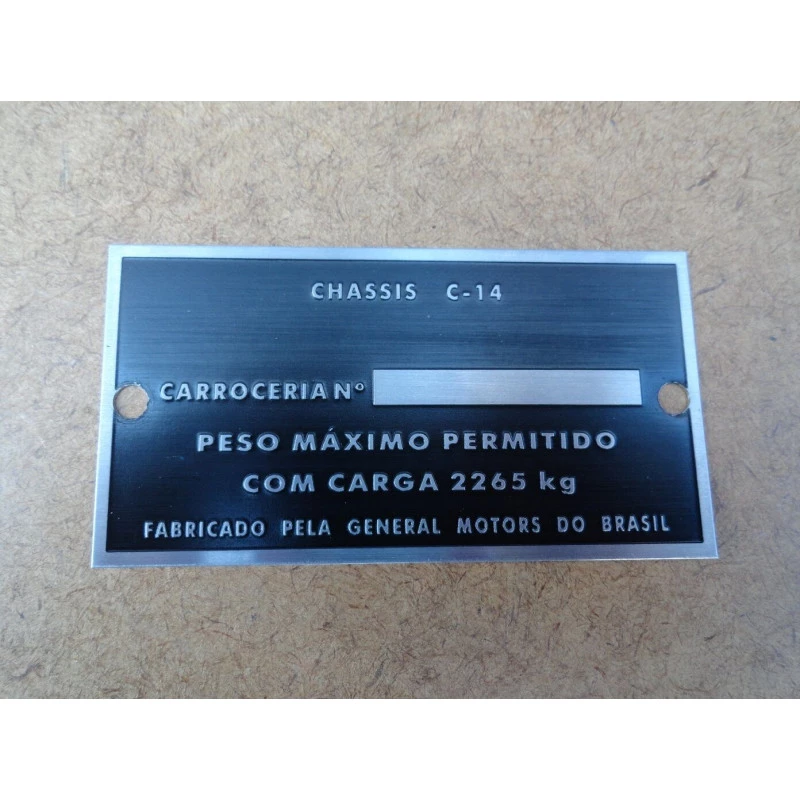 CHASSIS C-14
CARROCERIA Nº
PESO MÁXIMO PERMITIDO
COM CARGA 2265 kg
FABRICADO PELA GENERAL MOTORS DO BRASIL